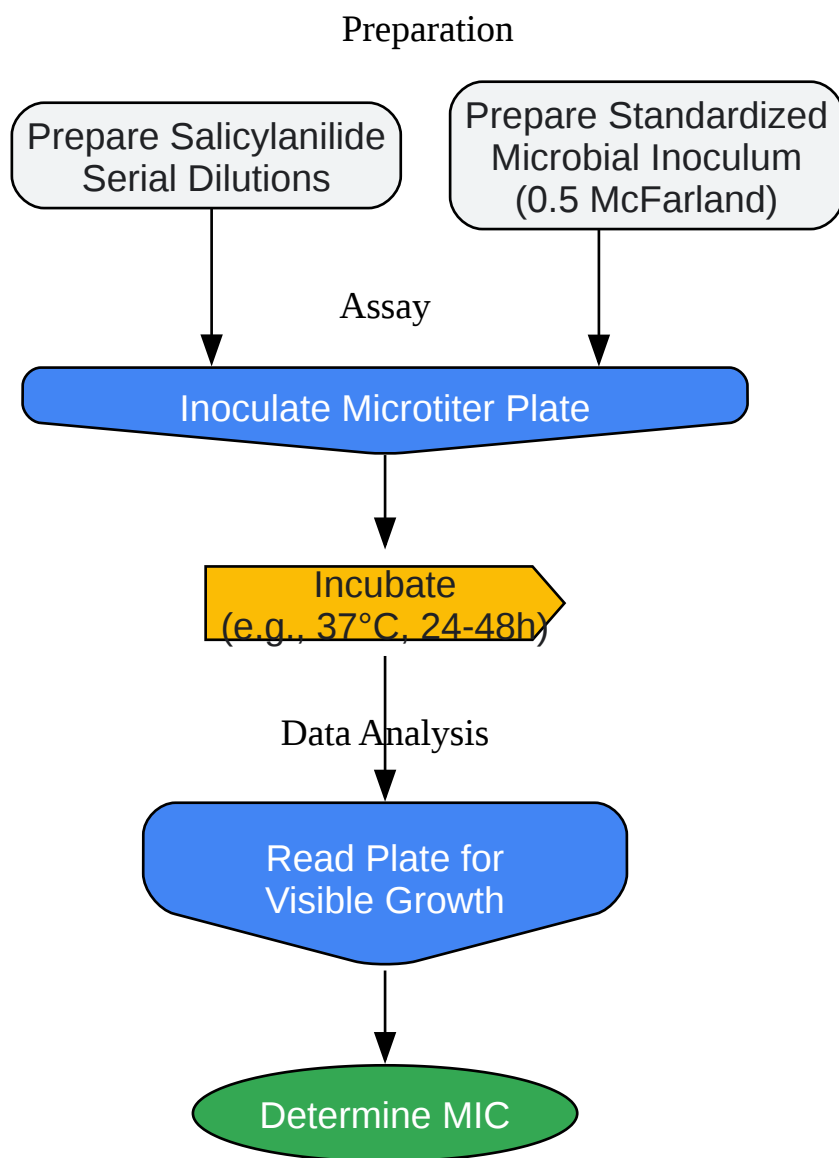 Preparation
Prepare Salicylanilide
Serial Dilutions
Prepare Standardized
Microbial Inoculum
(0.5 McFarland)
Assay
Inoculate Microtiter Plate
Incubate
(e.g., 37°C, 24-48h)
Data Analysis
Read Plate for
Visible Growth
Determine MIC